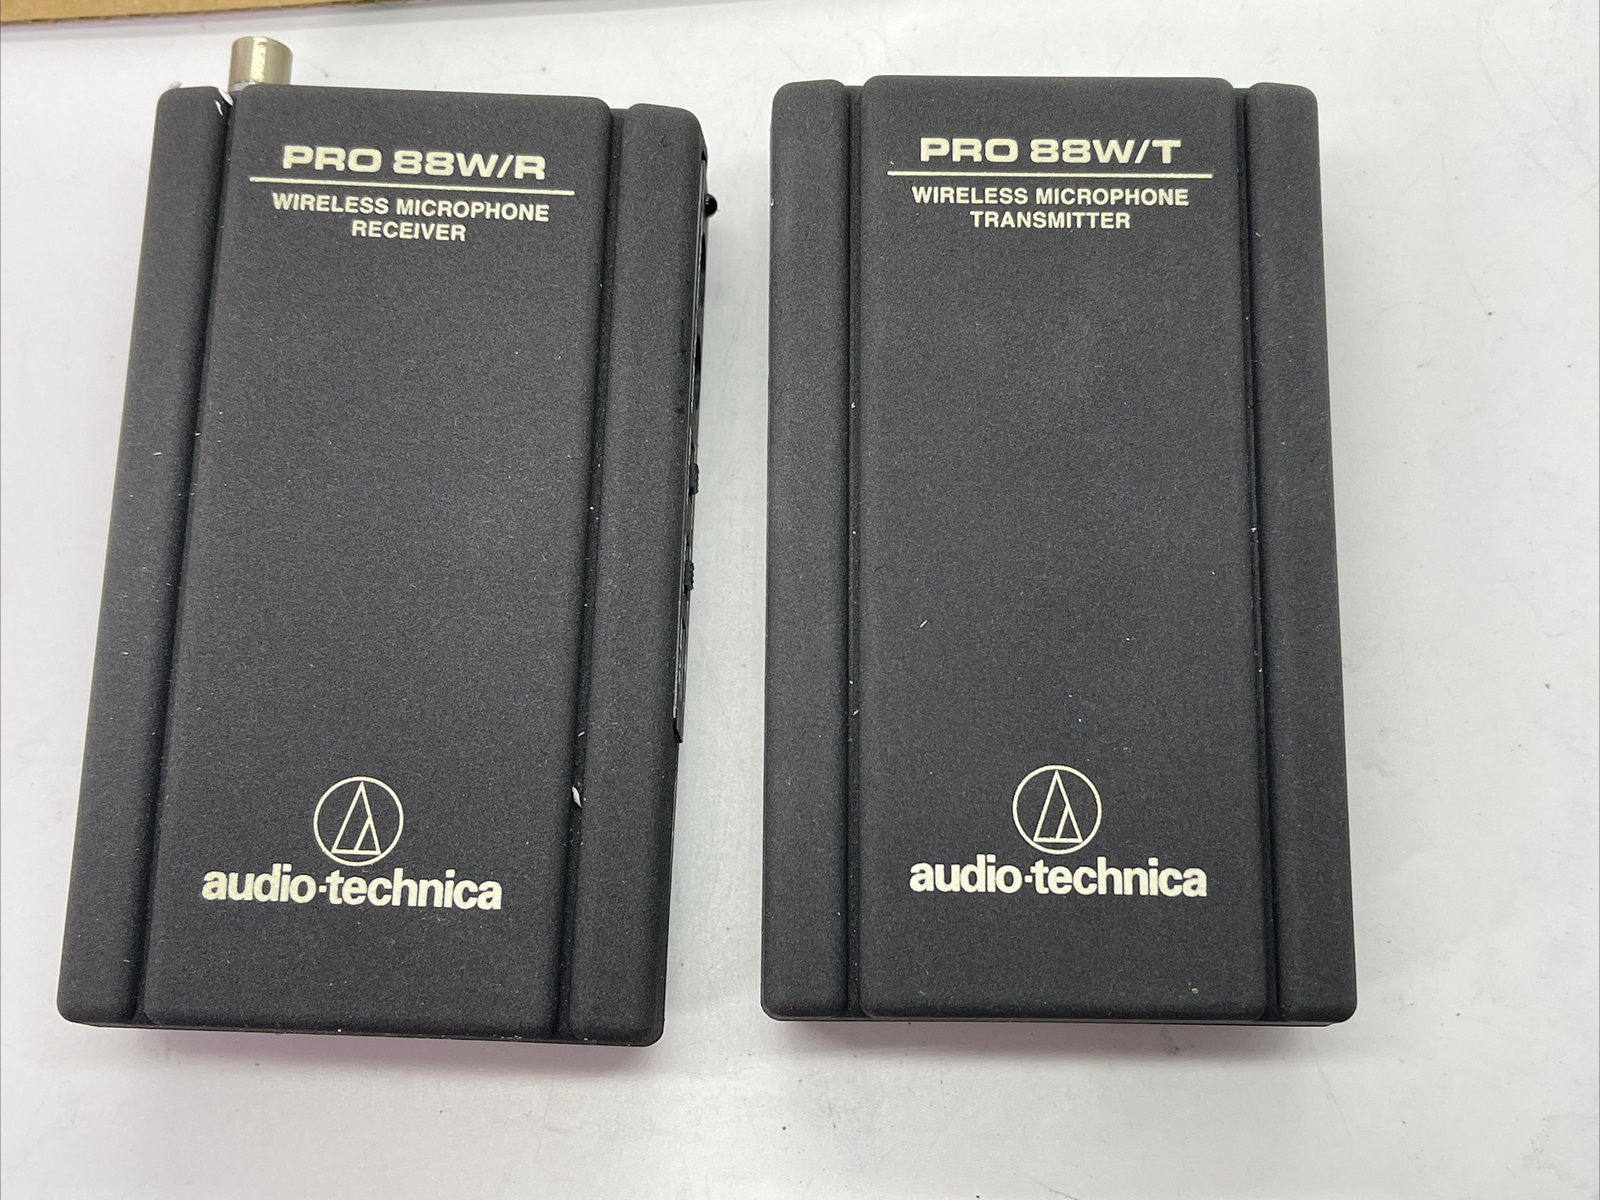 PRO 88W/R
WIRELESS MICROPHONE
RECEIVER
audio-technica
PRO 88W/T
WIRELESS MICROPHONE
TRANSMITTER
audio-technica